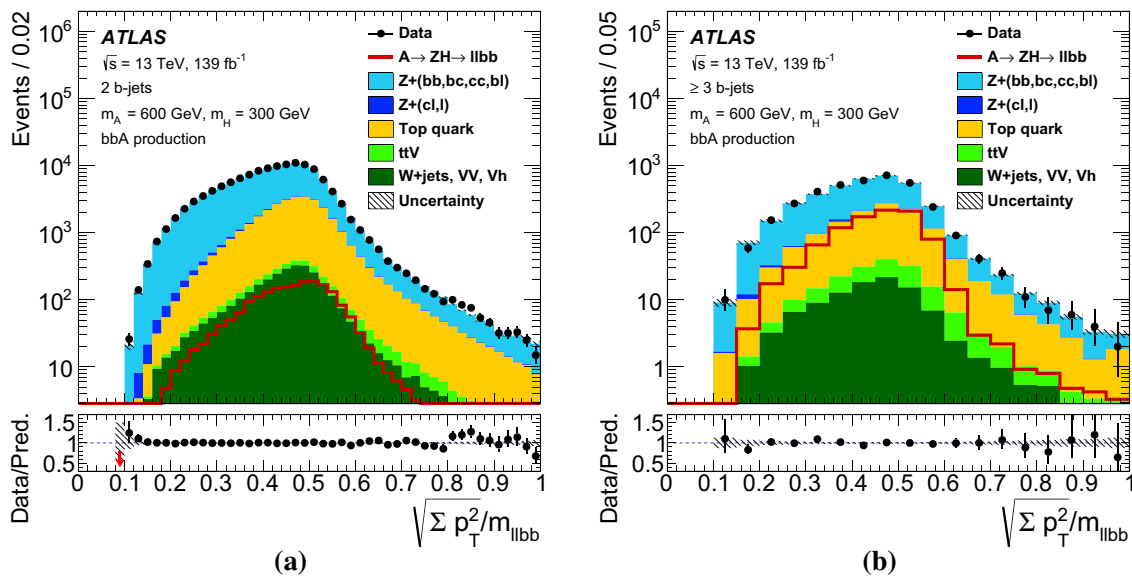 Events / 0.02
10⁶
10⁵
10⁴
10³
10²
10
ATLAS
√s = 13 TeV, 139 fb⁻¹
2 b-jets
m_A = 600 GeV, m_H = 300 GeV
bbA production
Data
A→ ZH→ llbb
Z+(bb,bc,cc,bl)
Z+(cl,l)
Top quark
ttV
W+jets, VV, Vh
Uncertainty
Data/Pred.
1.5
1
0.5
0 0.1 0.2 0.3 0.4 0.5 0.6 0.7 0.8 0.9 1
√Σ p_T²/m_llbb
(a)
Events / 0.05
10⁵
10⁴
10³
10²
10
1
ATLAS
√s = 13 TeV, 139 fb⁻¹
≥ 3 b-jets
m_A = 600 GeV, m_H = 300 GeV
bbA production
Data
A→ ZH→ llbb
Z+(bb,bc,cc,bl)
Z+(cl,l)
Top quark
ttV
W+jets, VV, Vh
Uncertainty
Data/Pred.
1.5
1
0.5
0 0.1 0.2 0.3 0.4 0.5 0.6 0.7 0.8 0.9 1
√Σ p_T²/m_llbb
(b)